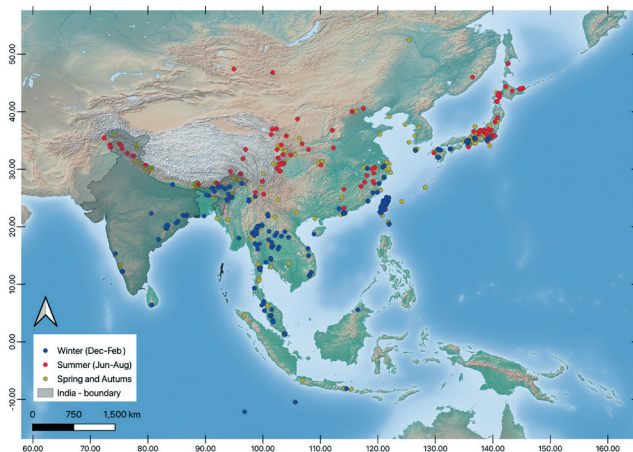 50.00
40.00
30.00
20.00
10.00
0.00
-10.00
Winter (Dec-Feb)
Summer (Jun-Aug)
Spring and Autums
India - boundary
0 750 1,500 km
60.00 70.00 80.00 90.00 100.00 110.00 120.00 130.00 140.00 150.00 160.00